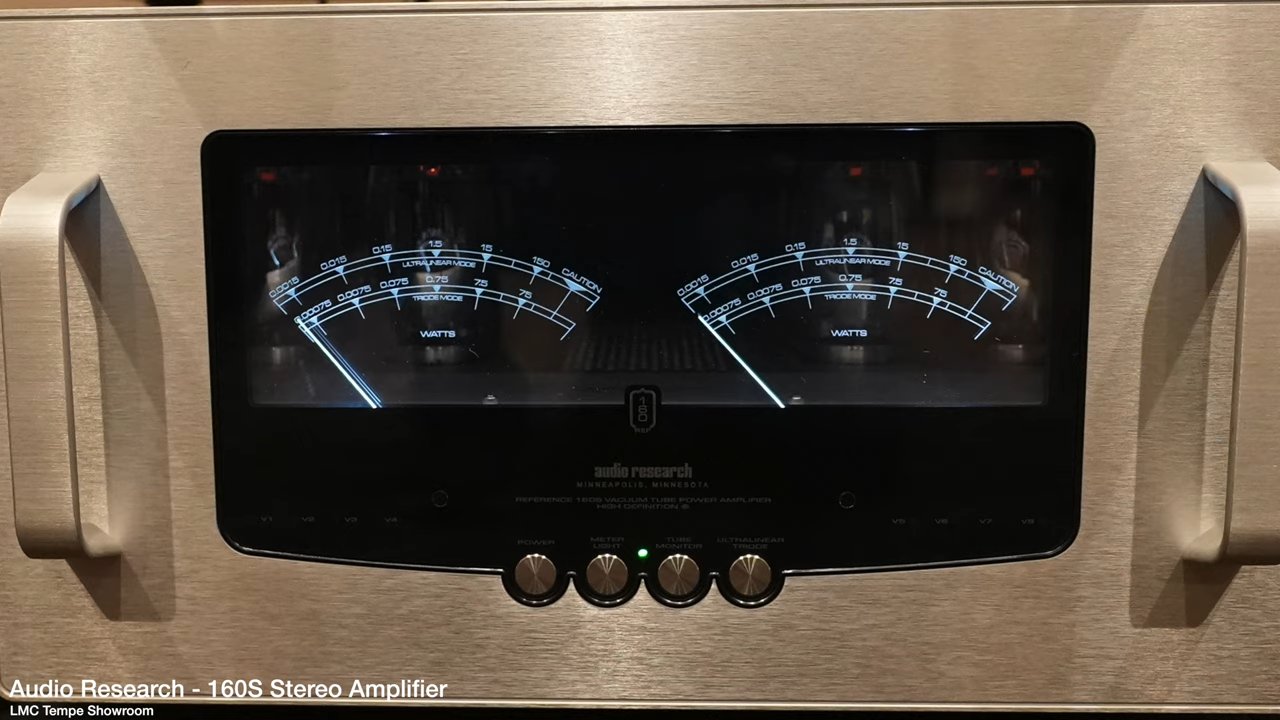 0.0015 0.015 0.15 1.5 15 150 CAUTION
ULTRALINEAR MODE
0.00075 0.0075 0.075 0.75 7.5 75
TRIODE MODE
WATTS
0.0015 0.015 0.15 1.5 15 150 CAUTION
ULTRALINEAR MODE
0.00075 0.0075 0.075 0.75 7.5 75
TRIODE MODE
WATTS
160
REF
audio research
MINNEAPOLIS, MINNESOTA
REFERENCE 160S VACUUM TUBE POWER AMPLIFIER
HIGH DEFINITION ®
V1 V2 V3 V4
V5 V6 V7 V8
POWER
METER LIGHT
TUBE MONITOR
ULTRALINEAR TRIODE
Audio Research - 160S Stereo Amplifier
LMC Tempe Showroom